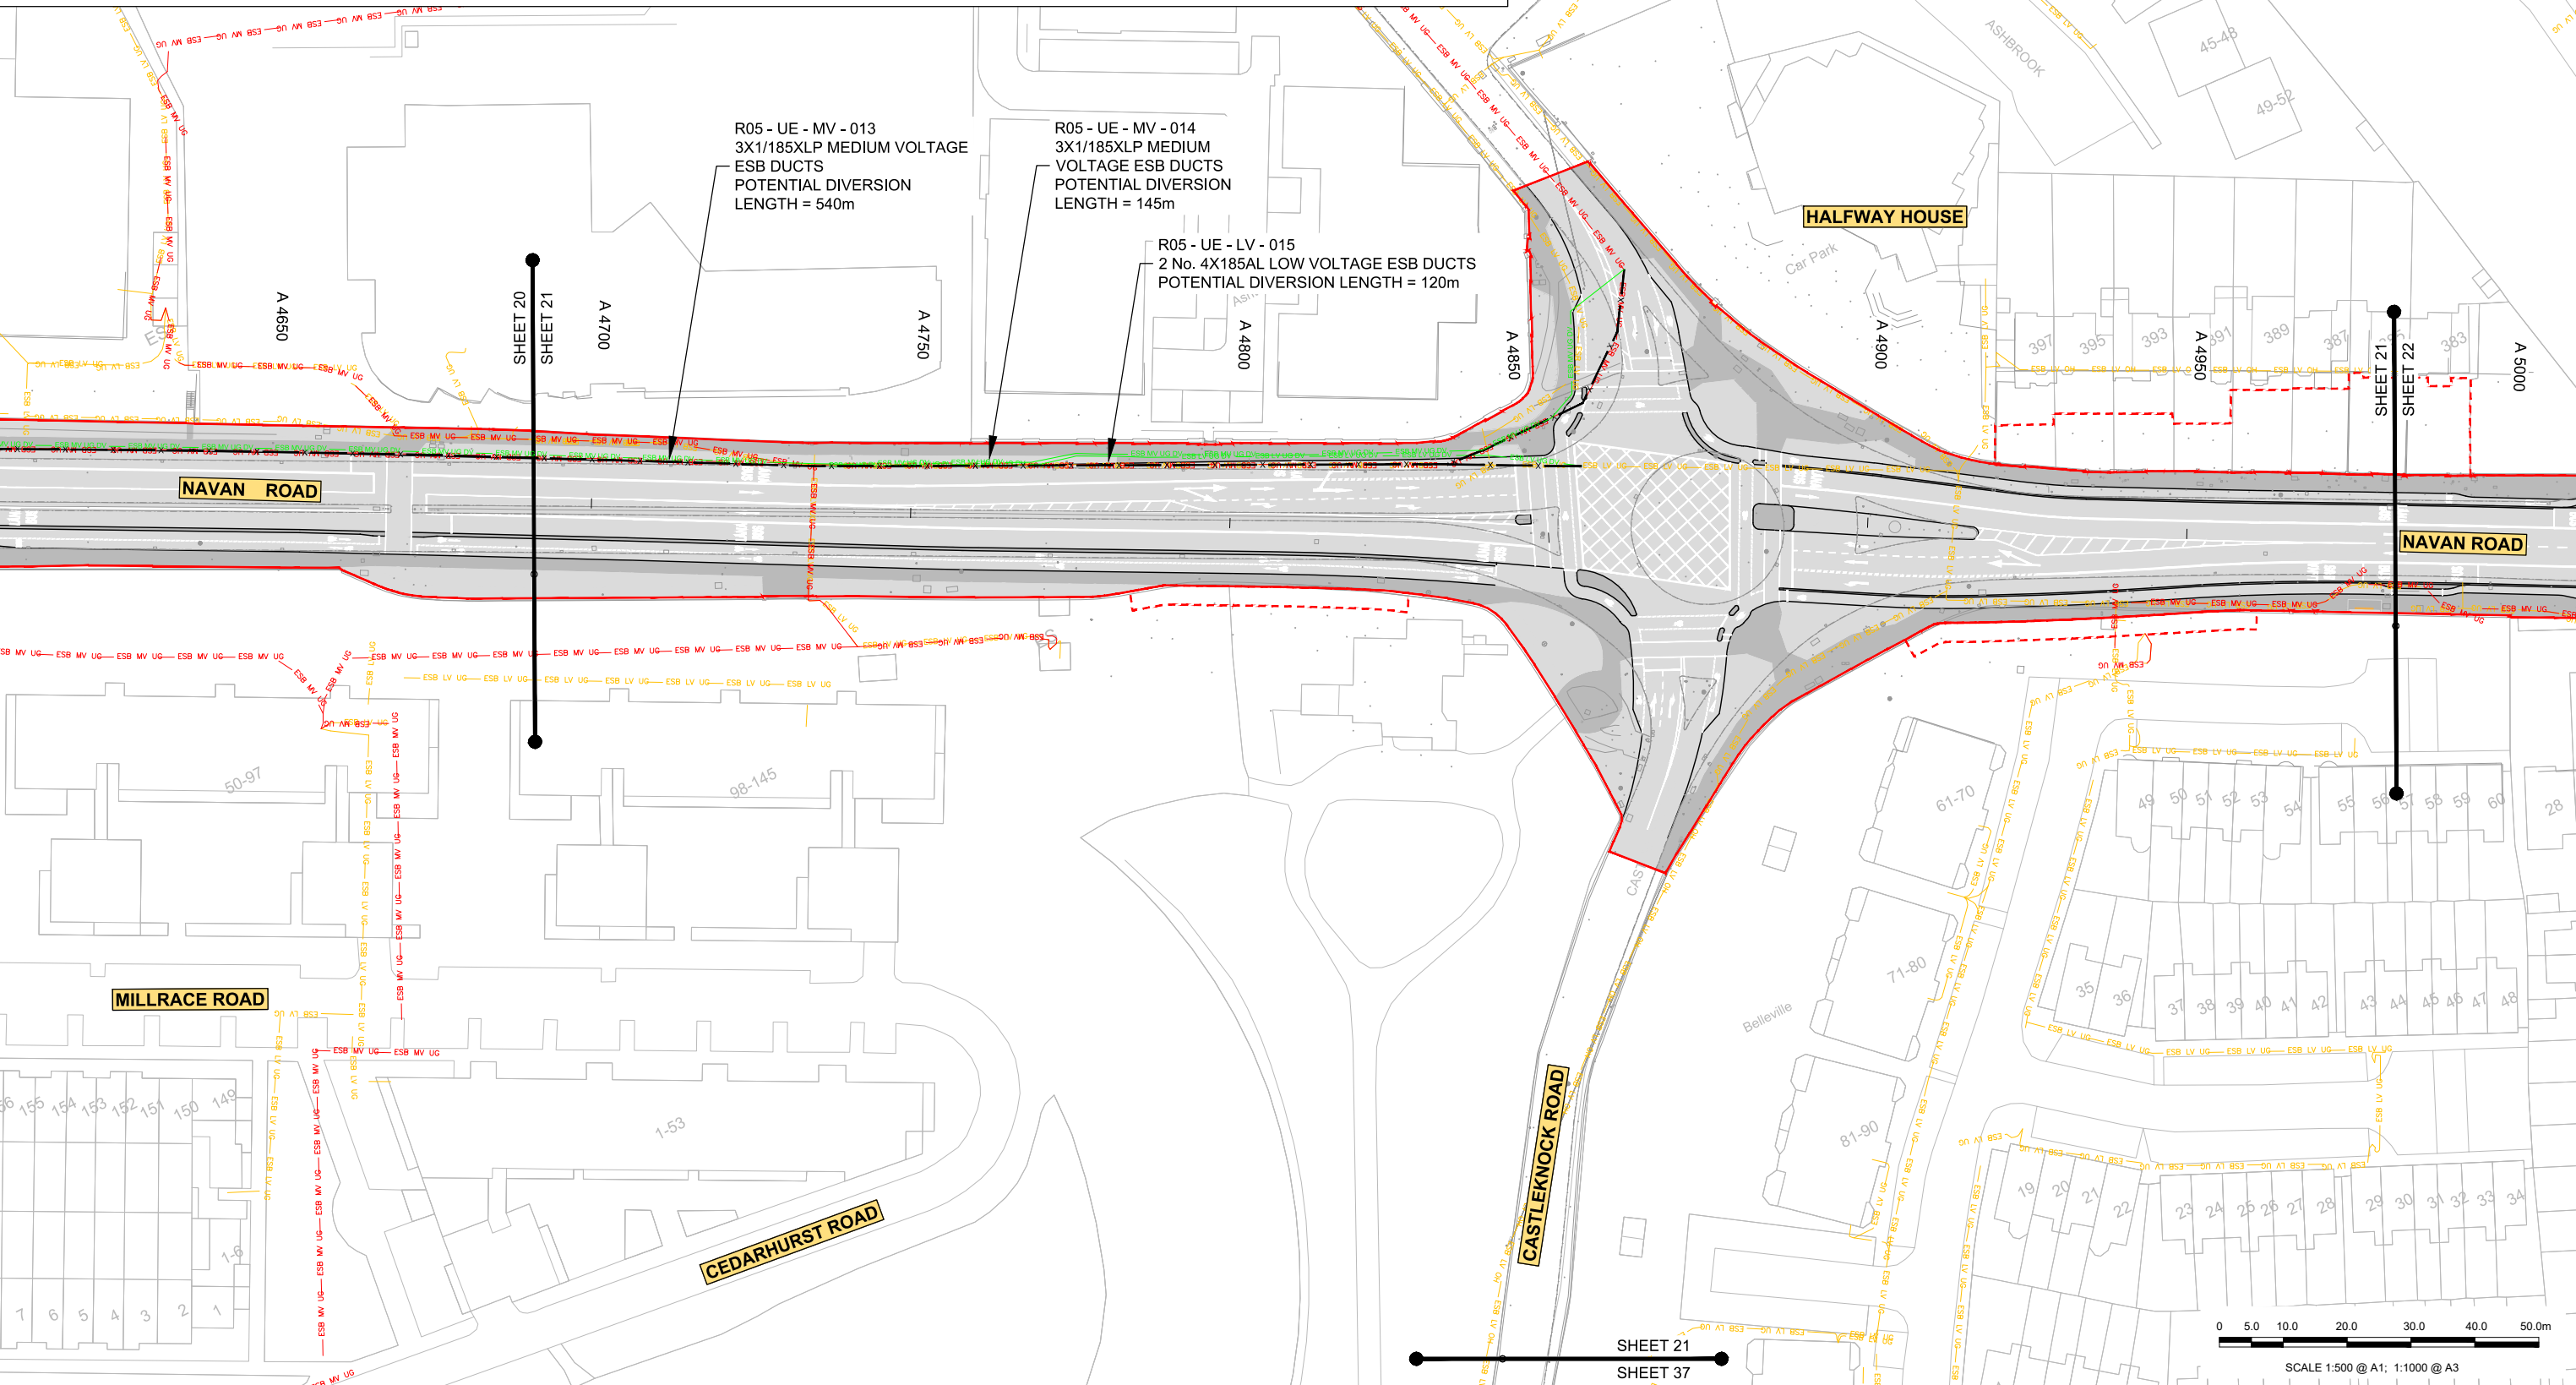 R05 - UE - MV - 013
3X1/185XLP MEDIUM VOLTAGE
ESB DUCTS
POTENTIAL DIVERSION
LENGTH = 540m
R05 - UE - MV - 014
3X1/185XLP MEDIUM
VOLTAGE ESB DUCTS
POTENTIAL DIVERSION
LENGTH = 145m
R05 - UE - LV - 015
2 No. 4X185AL LOW VOLTAGE ESB DUCTS
POTENTIAL DIVERSION LENGTH = 120m
ASHBROOK
45-48
49-52
HALFWAY HOUSE
Car Park
A 4650
SHEET 20
SHEET 21
A 4700
A 4750
A 4800
A 4850
A 4900
A 4950
A 5000
397
395
393
391
389
387
383
SHEET 21
SHEET 22
NAVAN ROAD
NAVAN ROAD
ESB MV UG
ESB LV UG
50-97
98-145
61-70
71-80
81-90
Belleville
49
50
51
52
53
54
55
56
57
58
59
60
28
35
36
37
38
39
40
41
42
43
44
45
46
47
48
19
20
21
22
23
24
25
26
27
28
29
30
31
32
33
34
MILLRACE ROAD
155
154
153
152
151
150
149
1-53
1-6
7
6
5
4
3
2
1
CEDARHURST ROAD
CASTLEKNOCK ROAD
SHEET 21
SHEET 37
0 5.0 10.0 20.0 30.0 40.0 50.0m
SCALE 1:500 @ A1; 1:1000 @ A3